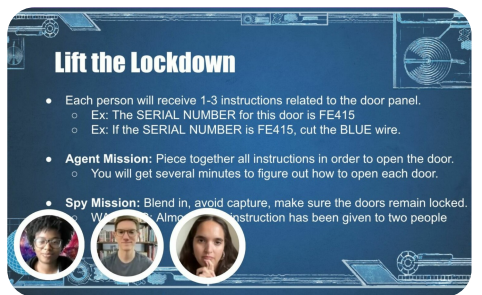 Lift the Lockdown
● Each person will receive 1-3 instructions related to the door panel.
○ Ex: The SERIAL NUMBER for this door is FE415
○ Ex: If the SERIAL NUMBER is FE415, cut the BLUE wire.
● Agent Mission: Piece together all instructions in order to open the door.
○ You will get several minutes to figure out how to open each door.
● Spy Mission: Blend in, avoid capture, make sure the doors remain locked.
instruction has been given to two people